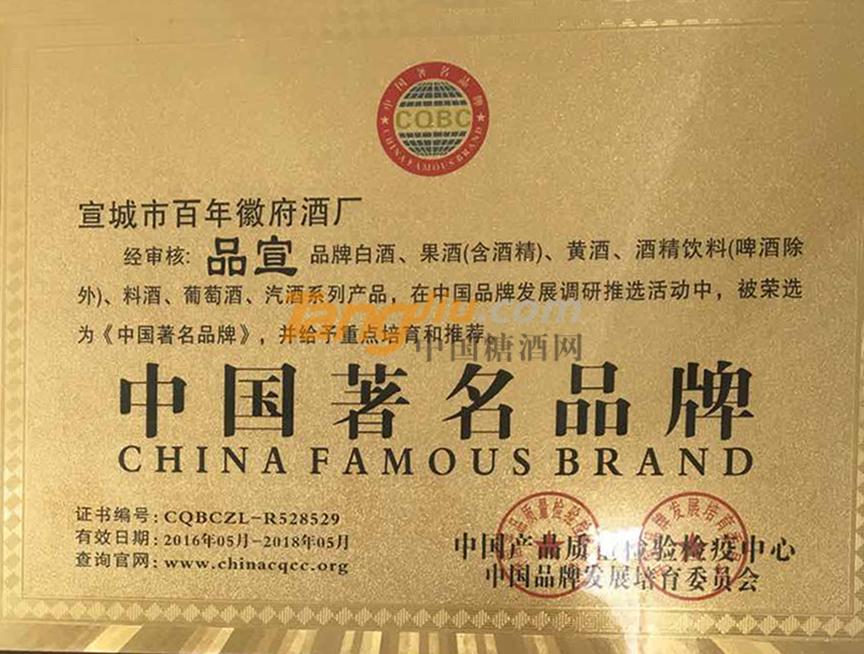 中国著名品牌
CQBC
CHINA FAMOUS BRAND
宣城市百年徽府酒厂
经审核: 品宣 品牌白酒、果酒(含酒精)、黄酒、酒精饮料(啤酒除
外)、料酒、葡萄酒、汽酒系列产品，在中国品牌发展调研推选活动中，被荣选
为《中国著名品牌》，并给予重点培育和推荐。
Tangjiu.com
中国糖酒网
中国著名品牌
CHINA FAMOUS BRAND
证书编号: CQBCZL-R528529
有效日期: 2016年05月-2018年05月
查询官网: www.chinacqcc.org
中国产品质量检验检疫中心
中国品牌发展培育委员会